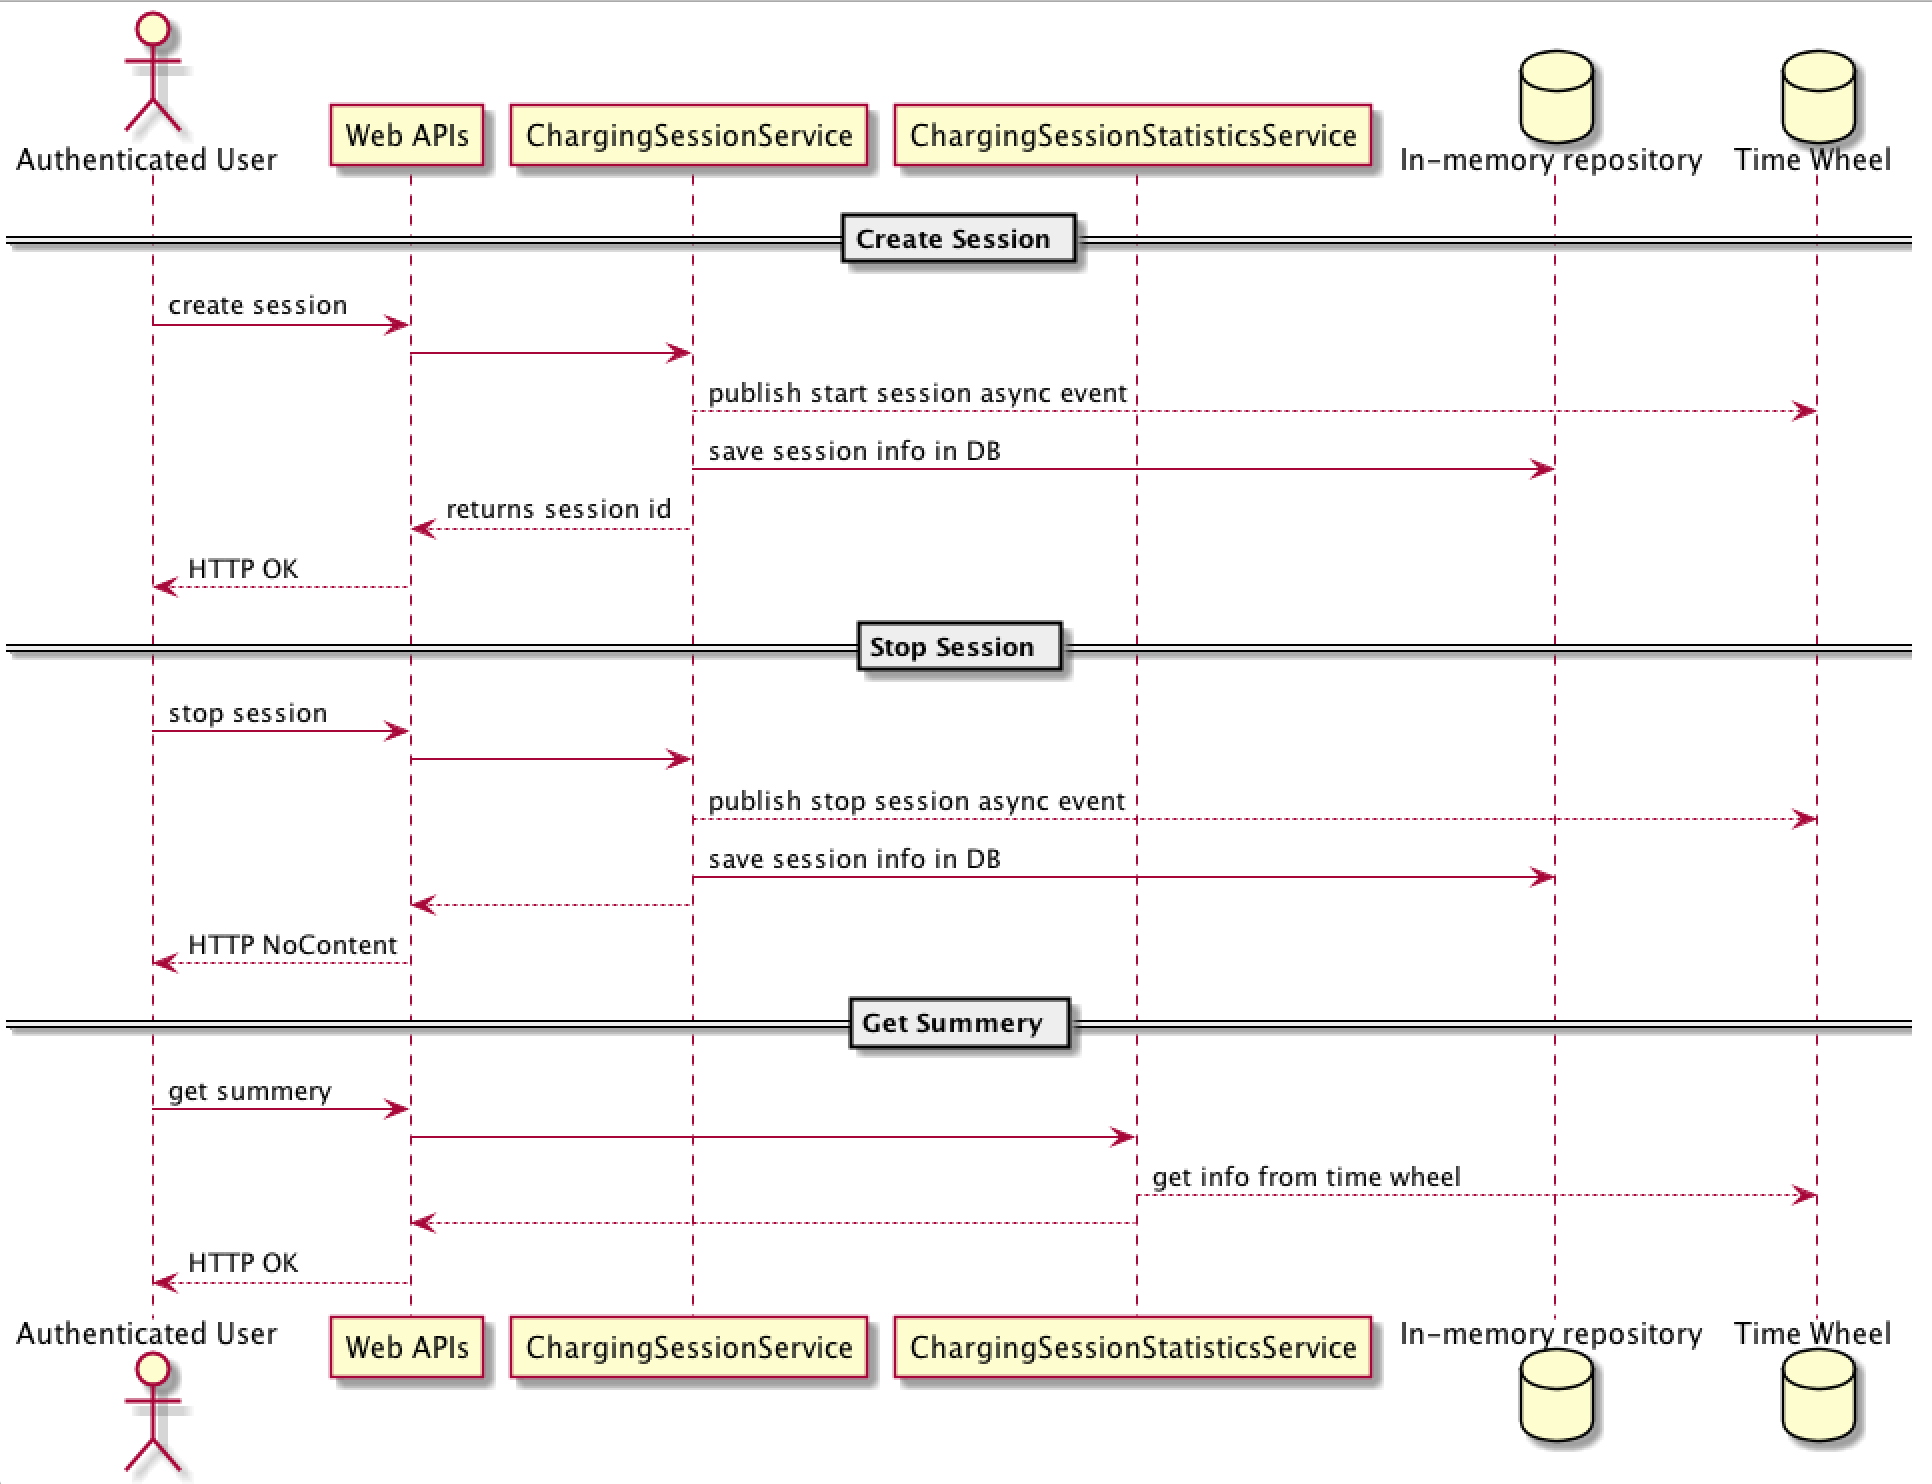 Authenticated User
Web APIs
ChargingSessionService
ChargingSessionStatisticsService
In-memory repository
Time Wheel
Create Session
create session
publish start session async event
save session info in DB
returns session id
HTTP OK
Stop Session
stop session
publish stop session async event
save session info in DB
HTTP NoContent
Get Summery
get summery
get info from time wheel
HTTP OK
Authenticated User
Web APIs
ChargingSessionService
ChargingSessionStatisticsService
In-memory repository
Time Wheel